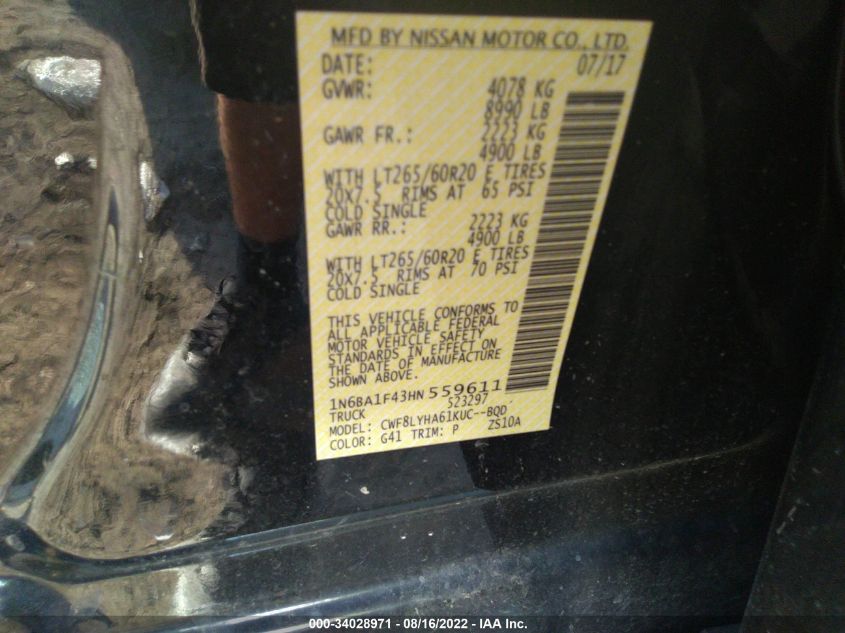 MFD BY NISSAN MOTOR CO., LTD.
DATE: 07/17
GVWR: 4078 KG
8990 LB
GAWR FR.: 2223 KG
4900 LB
WITH LT265/60R20 E TIRES
20X7.5 RIMS AT 65 PSI
COLD SINGLE
GAWR RR.: 2223 KG
4900 LB
WITH LT265/60R20 E TIRES
20X7.5 RIMS AT 70 PSI
COLD SINGLE
THIS VEHICLE CONFORMS TO
ALL APPLICABLE FEDERAL
MOTOR VEHICLE SAFETY
STANDARDS IN EFFECT ON
THE DATE OF MANUFACTURE
SHOWN ABOVE.
1N6BA1F43HN 559611
TRUCK 523297
MODEL: CWF8LYHA61KUC--BQD
COLOR: G41 TRIM: P ZS10A
000-34028971 - 08/16/2022 - IAA Inc.